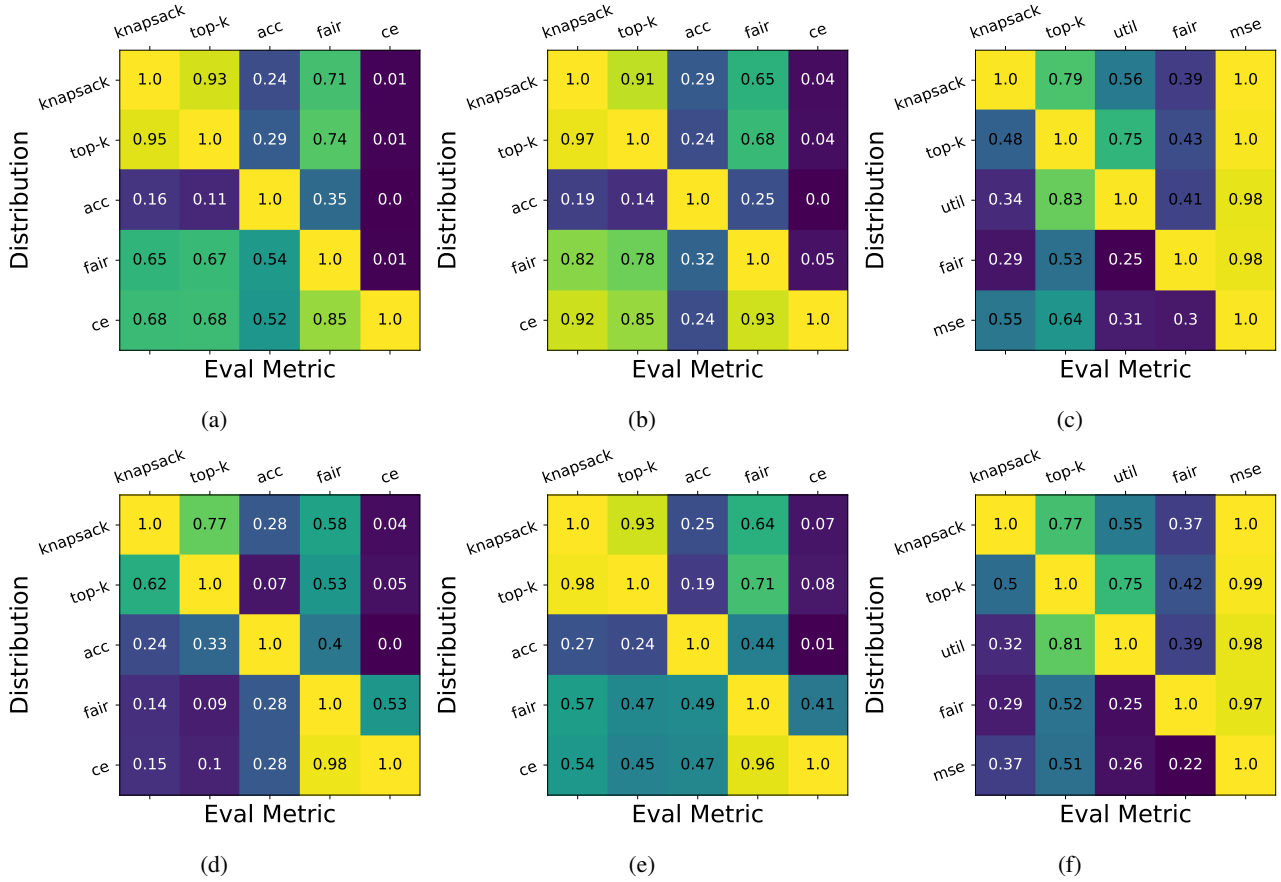 knapsack top-k acc fair ce
knapsack 1.0 0.93 0.24 0.71 0.01
top-k 0.95 1.0 0.29 0.74 0.01
acc 0.16 0.11 1.0 0.35 0.0
fair 0.65 0.67 0.54 1.0 0.01
ce 0.68 0.68 0.52 0.85 1.0
Distribution
Eval Metric
(a)
knapsack top-k acc fair ce
knapsack 1.0 0.91 0.29 0.65 0.04
top-k 0.97 1.0 0.24 0.68 0.04
acc 0.19 0.14 1.0 0.25 0.0
fair 0.82 0.78 0.32 1.0 0.05
ce 0.92 0.85 0.24 0.93 1.0
Distribution
Eval Metric
(b)
knapsack top-k util fair mse
knapsack 1.0 0.79 0.56 0.39 1.0
top-k 0.48 1.0 0.75 0.43 1.0
util 0.34 0.83 1.0 0.41 0.98
fair 0.29 0.53 0.25 1.0 0.98
mse 0.55 0.64 0.31 0.3 1.0
Distribution
Eval Metric
(c)
knapsack top-k acc fair ce
knapsack 1.0 0.77 0.28 0.58 0.04
top-k 0.62 1.0 0.07 0.53 0.05
acc 0.24 0.33 1.0 0.4 0.0
fair 0.14 0.09 0.28 1.0 0.53
ce 0.15 0.1 0.28 0.98 1.0
Distribution
Eval Metric
(d)
knapsack top-k acc fair ce
knapsack 1.0 0.93 0.25 0.64 0.07
top-k 0.98 1.0 0.19 0.71 0.08
acc 0.27 0.24 1.0 0.44 0.01
fair 0.57 0.47 0.49 1.0 0.41
ce 0.54 0.45 0.47 0.96 1.0
Distribution
Eval Metric
(e)
knapsack top-k util fair mse
knapsack 1.0 0.77 0.55 0.37 1.0
top-k 0.5 1.0 0.75 0.42 0.99
util 0.32 0.81 1.0 0.39 0.98
fair 0.29 0.52 0.25 1.0 0.97
mse 0.37 0.51 0.26 0.22 1.0
Distribution
Eval Metric
(f)